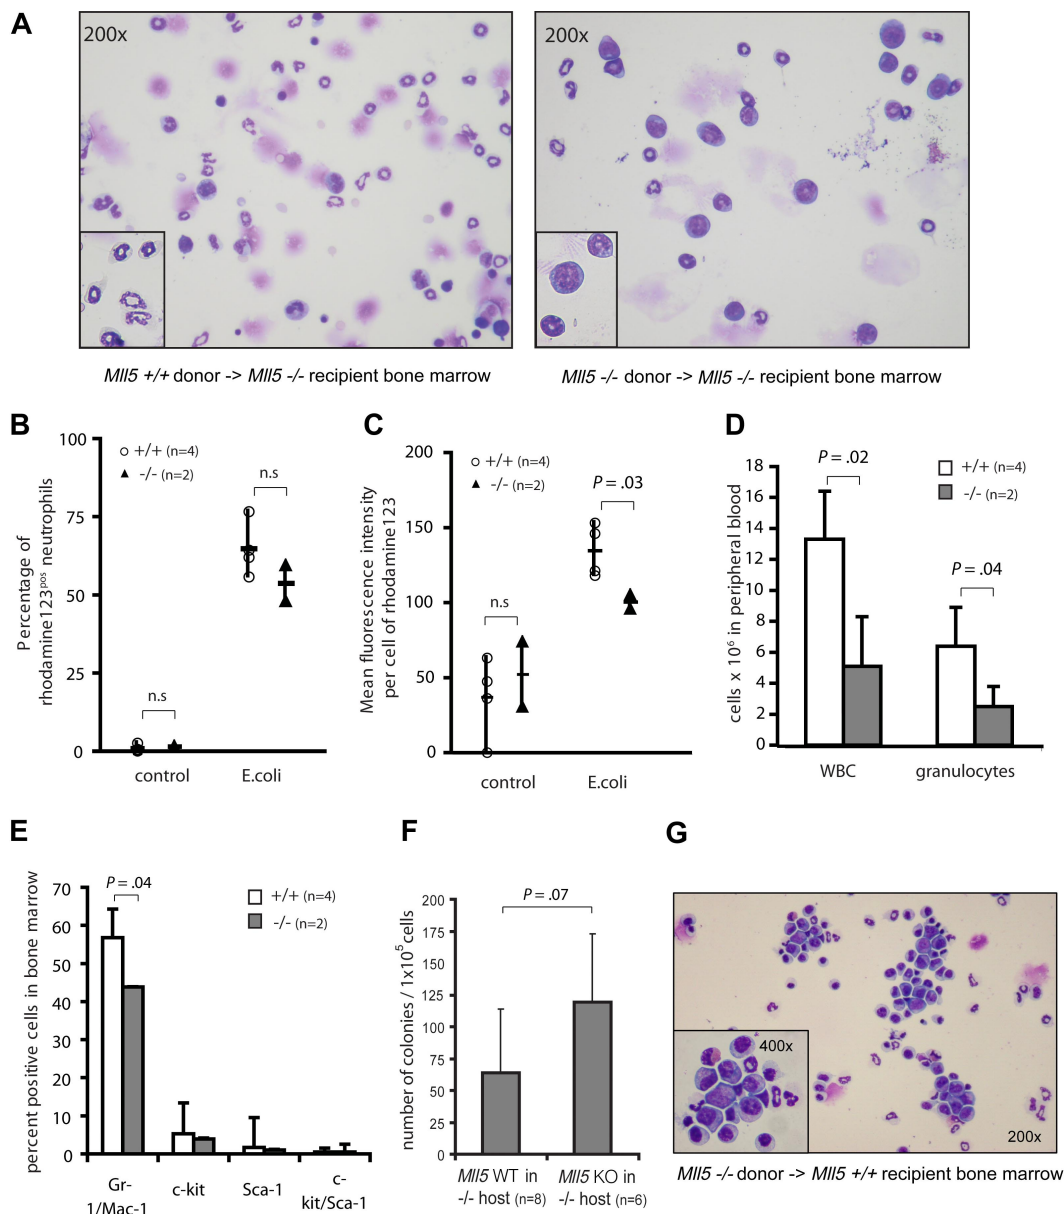 A
200x
200x
Mll5 +/+ donor -> Mll5 -/- recipient bone marrow
Mll5 -/- donor -> Mll5 -/- recipient bone marrow
B
Percentage of
rhodamine123pos neutrophils
100
75
50
25
0
+/+ (n=4)
-/- (n=2)
n.s
n.s
control
E.coli
C
Mean fluorescence intensity
per cell of rhodamine123
200
150
100
50
0
+/+ (n=4)
-/- (n=2)
P = .03
n.s
control
E.coli
D
cells x 10⁶ in peripheral blood
18
16
14
12
10
8
6
4
2
0
P = .02
+/+ (n=4)
-/- (n=2)
P = .04
WBC
granulocytes
E
percent positive cells in bone marrow
70
60
50
40
30
20
10
0
P = .04
+/+ (n=4)
-/- (n=2)
Gr-
1/Mac-1
c-kit
Sca-1
c-
kit/Sca-1
F
number of colonies / 1x10⁵ cells
200
175
150
125
100
75
50
25
0
P = .07
Mll5 WT in
-/- host (n=8)
Mll5 KO in
-/- host (n=6)
G
400x
200x
Mll5 -/- donor -> Mll5 +/+ recipient bone marrow